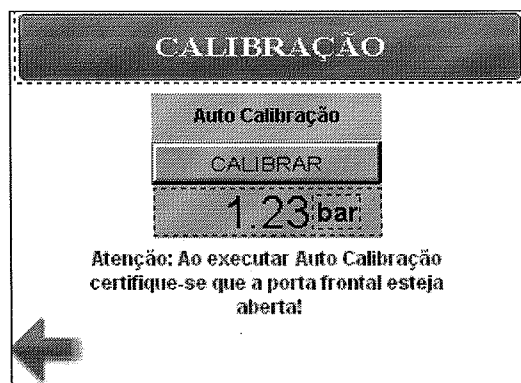 CALIBRAÇÃO
Auto Calibração
CALIBRAR
1.23 bar
Atenção: Ao executar Auto Calibração
certifique-se que a porta frontal esteja
aberta!